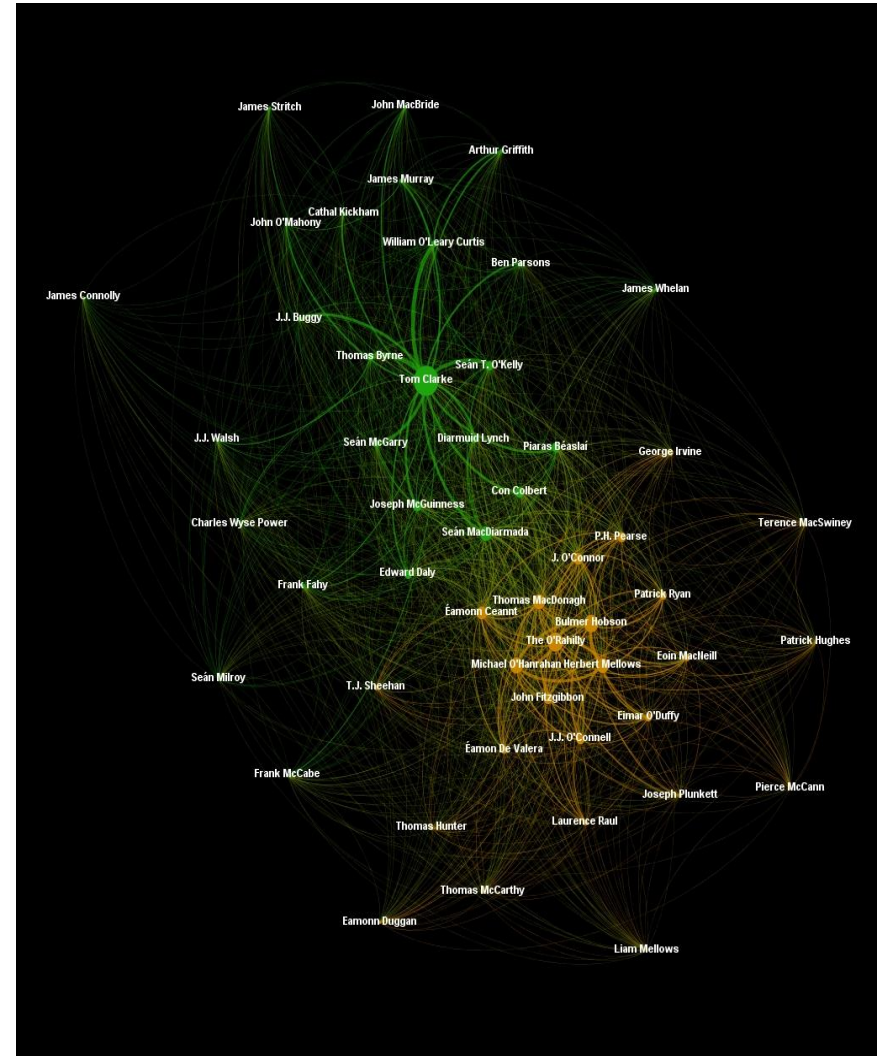 John MacBride
James Stritch
Arthur Griffith
James Murray
Cathal Kickham
John O'Mahony
William O'Leary Curtis
Ben Parsons
James Whelan
James Connolly
J.J. Buggy
Thomas Byrne
Seán T. O'Kelly
Tom Clarke
J.J. Walsh
Seán McGarry
Diarmuid Lynch
Piaras Béaslaí
George Irvine
Con Colbert
Joseph McGuinness
Charles Wyse Power
Terence MacSwiney
Seán MacDiarmada
P.H. Pearse
J. O'Connor
Edward Daly
Frank Fahy
Patrick Ryan
Thomas MacDonagh
Éamonn Ceannt
Bulmer Hobson
The O'Rahilly
Patrick Hughes
Eoin MacNeill
Michael O'Hanrahan Herbert Mellows
Seán Milroy
T.J. Sheehan
John Fitzgibbon
Eimar O'Duffy
J.J. O'Connell
Éamon De Valera
Frank McCabe
Pierce McCann
Joseph Plunkett
Laurence Raul
Thomas Hunter
Thomas McCarthy
Eamonn Duggan
Liam Mellows